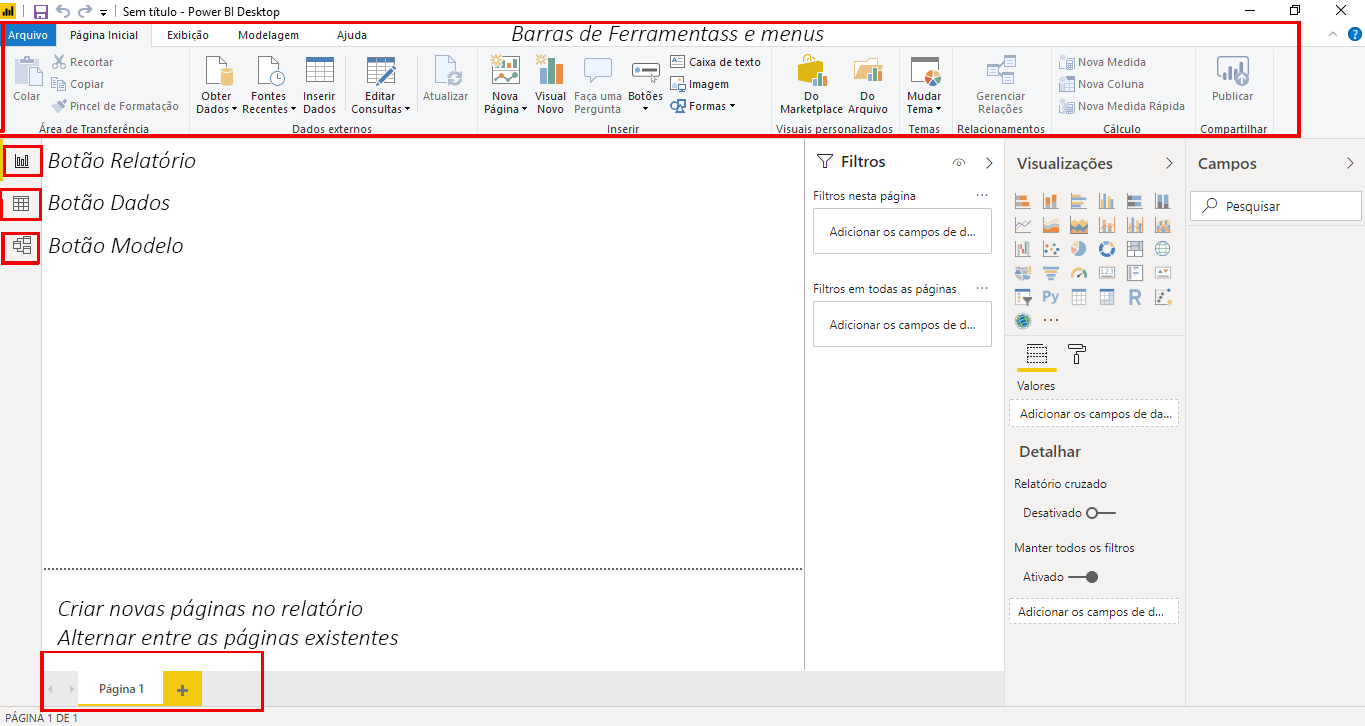 Sem título - Power BI Desktop
Arquivo Página Inicial Exibição Modelagem Ajuda
Barras de Ferramentass e menus
Colar
Recortar
Copiar
Pincel de Formatação
Área de Transferência
Obter Dados
Fontes Recentes
Inserir Dados
Editar Consultas
Dados externos
Atualizar
Nova Página
Visual Novo
Faça uma Pergunta
Botões
Caixa de texto
Imagem
Formas
Inserir
Do Marketplace
Do Arquivo
Visuais personalizados
Mudar Tema
Temas
Gerenciar Relações
Relacionamentos
Nova Medida
Nova Coluna
Nova Medida Rápida
Cálculo
Publicar
Compartilhar
Botão Relatório
Botão Dados
Botão Modelo
Criar novas páginas no relatório
Alternar entre as páginas existentes
Página 1
PÁGINA 1 DE 1
Filtros
Filtros nesta página ...
Adicionar os campos de d...
Filtros em todas as páginas ...
Adicionar os campos de d...
Visualizações
123
Py
R
...
Valores
Adicionar os campos de da...
Detalhar
Relatório cruzado
Desativado
Manter todos os filtros
Ativado
Adicionar os campos de d...
Campos
Pesquisar